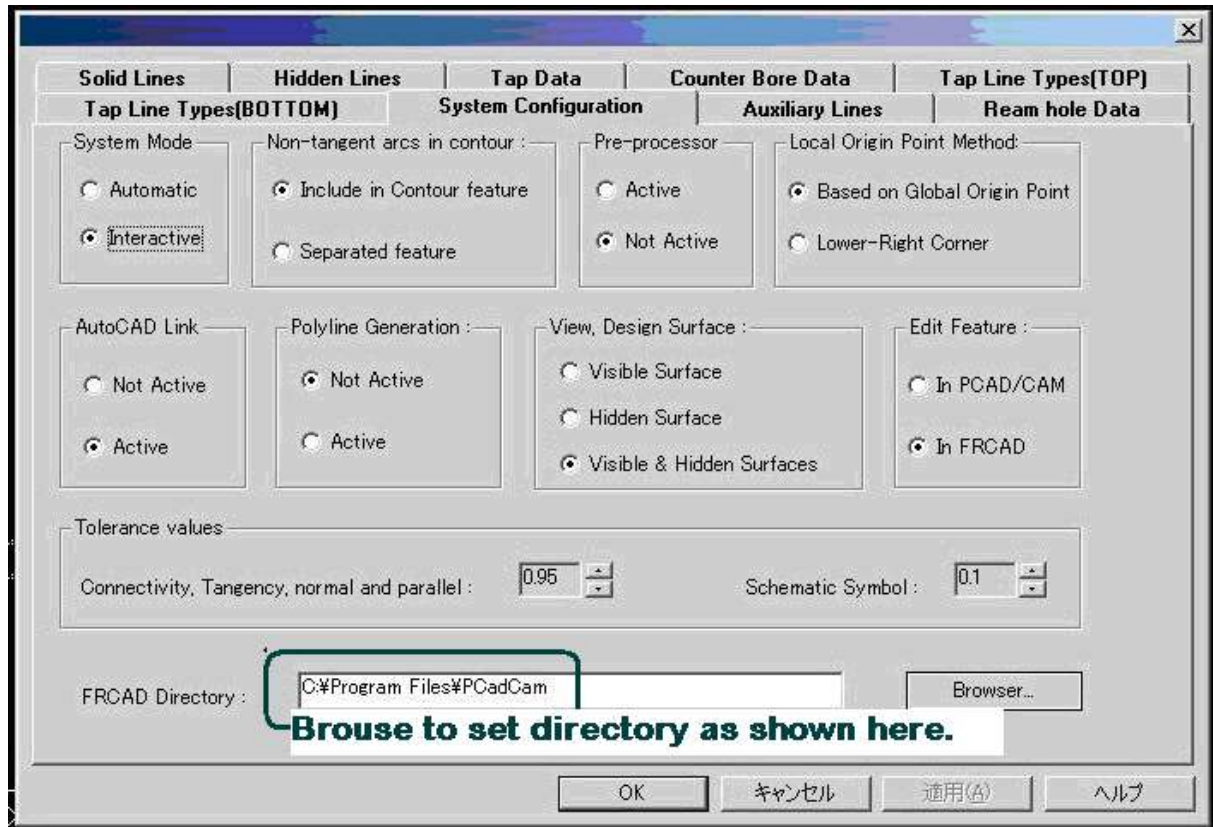 Solid Lines
Hidden Lines
Tap Data
Counter Bore Data
Tap Line Types(TOP)
Tap Line Types(BOTTOM)
System Configuration
Auxiliary Lines
Ream hole Data
System Mode
Automatic
Interactive
Non-tangent arcs in contour :
Include in Contour feature
Separated feature
Pre-processor
Active
Not Active
Local Origin Point Method:
Based on Global Origin Point
Lower-Right Corner
AutoCAD Link
Not Active
Active
Polyline Generation :
Not Active
Active
View, Design Surface :
Visible Surface
Hidden Surface
Visible & Hidden Surfaces
Edit Feature :
In PCAD/CAM
In FRCAD
Tolerance values
Connectivity, Tangency, normal and parallel : 0.95
Schematic Symbol : 0.1
FRCAD Directory : C:¥Program Files¥PCadCam
Browser...
Brouse to set directory as shown here.
OK
キャンセル
適用(A)
ヘルプ